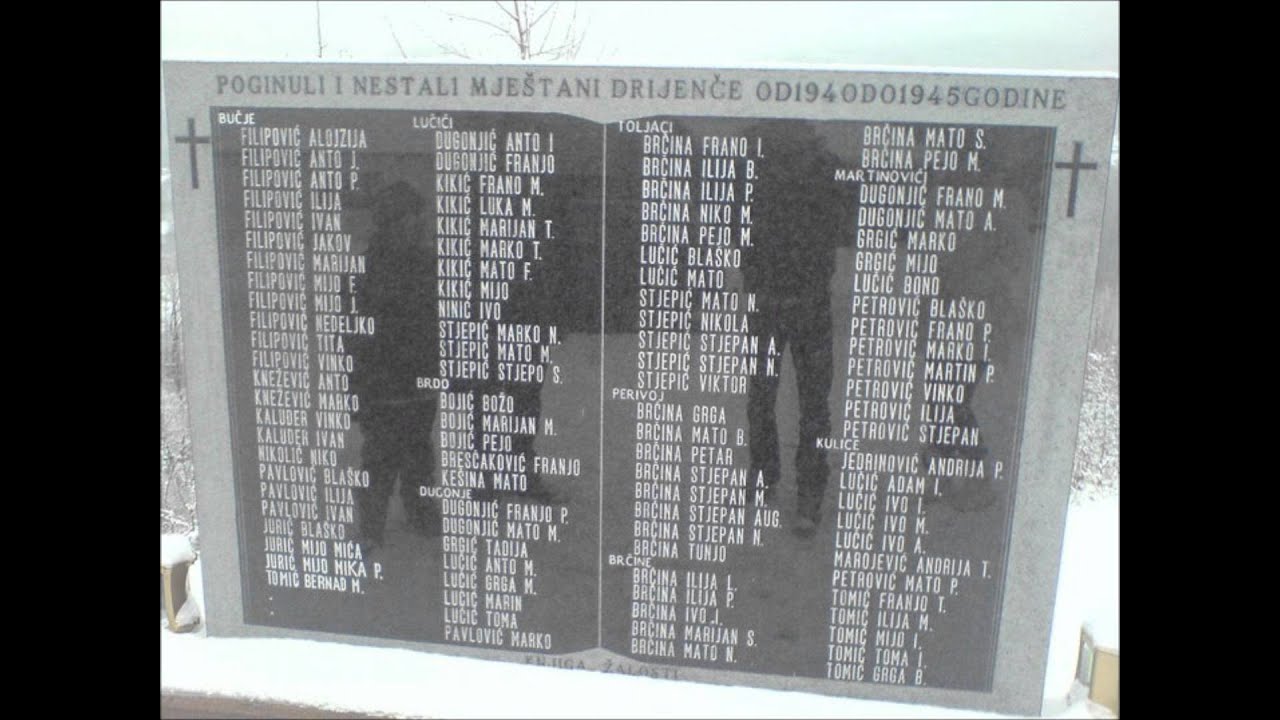 POGINULI I NESTALI MJEŠTANI DRIJENČE OD1940DO1945GODINE
BUČJE
FILIPOVIĆ ALOJZIJA
FILIPOVIĆ ANTO J.
FILIPOVIĆ ANTO P.
FILIPOVIĆ ILIJA
FILIPOVIĆ IVAN
FILIPOVIĆ JAKOV
FILIPOVIĆ MARIJAN
FILIPOVIĆ MIJO F.
FILIPOVIĆ MIJO J.
FILIPOVIĆ NEDELJKO
FILIPOVIĆ TITA
FILIPOVIĆ VINKO
KNEŽEVIĆ ANTO
KNEŽEVIĆ MARKO
KALUĐER VINKO
KALUĐER IVAN
NIKOLIĆ NIKO
PAVLOVIĆ BLAŠKO
PAVLOVIĆ ILIJA
PAVLOVIĆ IVAN
JURIĆ BLAŠKO
JURIĆ MIJO MIĆA
JURIĆ MIJO MIKA P.
TOMIĆ BERNAD M.
LUČIĆI
DUGONJIĆ ANTO I
DUGONJIĆ FRANJO
KIKIĆ FRANO M.
KIKIĆ LUKA M.
KIKIĆ MARIJAN T.
KIKIĆ MARKO T.
KIKIĆ MATO F.
KIKIĆ MIJO
NINIĆ IVO
STJEPIĆ MARKO N.
STJEPIĆ MATO M.
STJEPIĆ STJEPO S.
BRDO
BOJIĆ BOŽO
BOJIĆ MARIJAN M.
BOJIĆ PEJO
BREŠČAKOVIĆ FRANJO
KEŠINA MATO
DUGONJE
DUGONJIĆ FRANJO P.
DUGONJIĆ MATO M.
GRGIĆ TADIJA
LUČIĆ ANTO M.
LUČIĆ GRGA M.
LUČIĆ MARIN
LUČIĆ TOMA
PAVLOVIĆ MARKO
TOLJACI
BRČINA FRANO I.
BRČINA ILIJA B.
BRČINA ILIJA P.
BRČINA NIKO M.
BRČINA PEJO M.
LUČIĆ BLAŠKO
LUČIĆ MATO
STJEPIĆ MATO N.
STJEPIĆ NIKOLA
STJEPIĆ STJEPAN A.
STJEPIĆ STJEPAN N.
STJEPIĆ VIKTOR
PERIVOJ
BRČINA GRGA
BRČINA MATO B.
BRČINA PETAR
BRČINA STJEPAN A.
BRČINA STJEPAN M.
BRČINA STJEPAN AUG.
BRČINA STJEPAN N.
BRČINA TUNJO
BRČINE
BRČINA ILIJA L.
BRČINA ILIJA P.
BRČINA IVO J.
BRČINA MARIJAN S.
BRČINA MATO N.
BRČINA MATO S.
BRČINA PEJO M.
MARTINOVIĆI
DUGONJIĆ FRANO M.
DUGONJIĆ MATO A.
GRGIĆ MARKO
GRGIĆ MIJO
LUČIĆ BONO
PETROVIĆ BLAŠKO
PETROVIĆ FRANO P.
PETROVIĆ MARKO T.
PETROVIĆ MARTIN P.
PETROVIĆ VINKO
PETROVIĆ ILIJA
PETROVIĆ STJEPAN
KULICE
JEDRINOVIĆ ANDRIJA P.
LUČIĆ ADAM I.
LUČIĆ IVO I.
LUČIĆ IVO M.
LUČIĆ IVO A.
MAROJEVIĆ ANDRIJA T.
PETROVIĆ MATO P.
TOMIĆ FRANJO T.
TOMIĆ ILIJA M.
TOMIĆ MIJO I.
TOMIĆ TOMA I.
TOMIĆ GRGA B.
KNJIGA ŽALOSTI